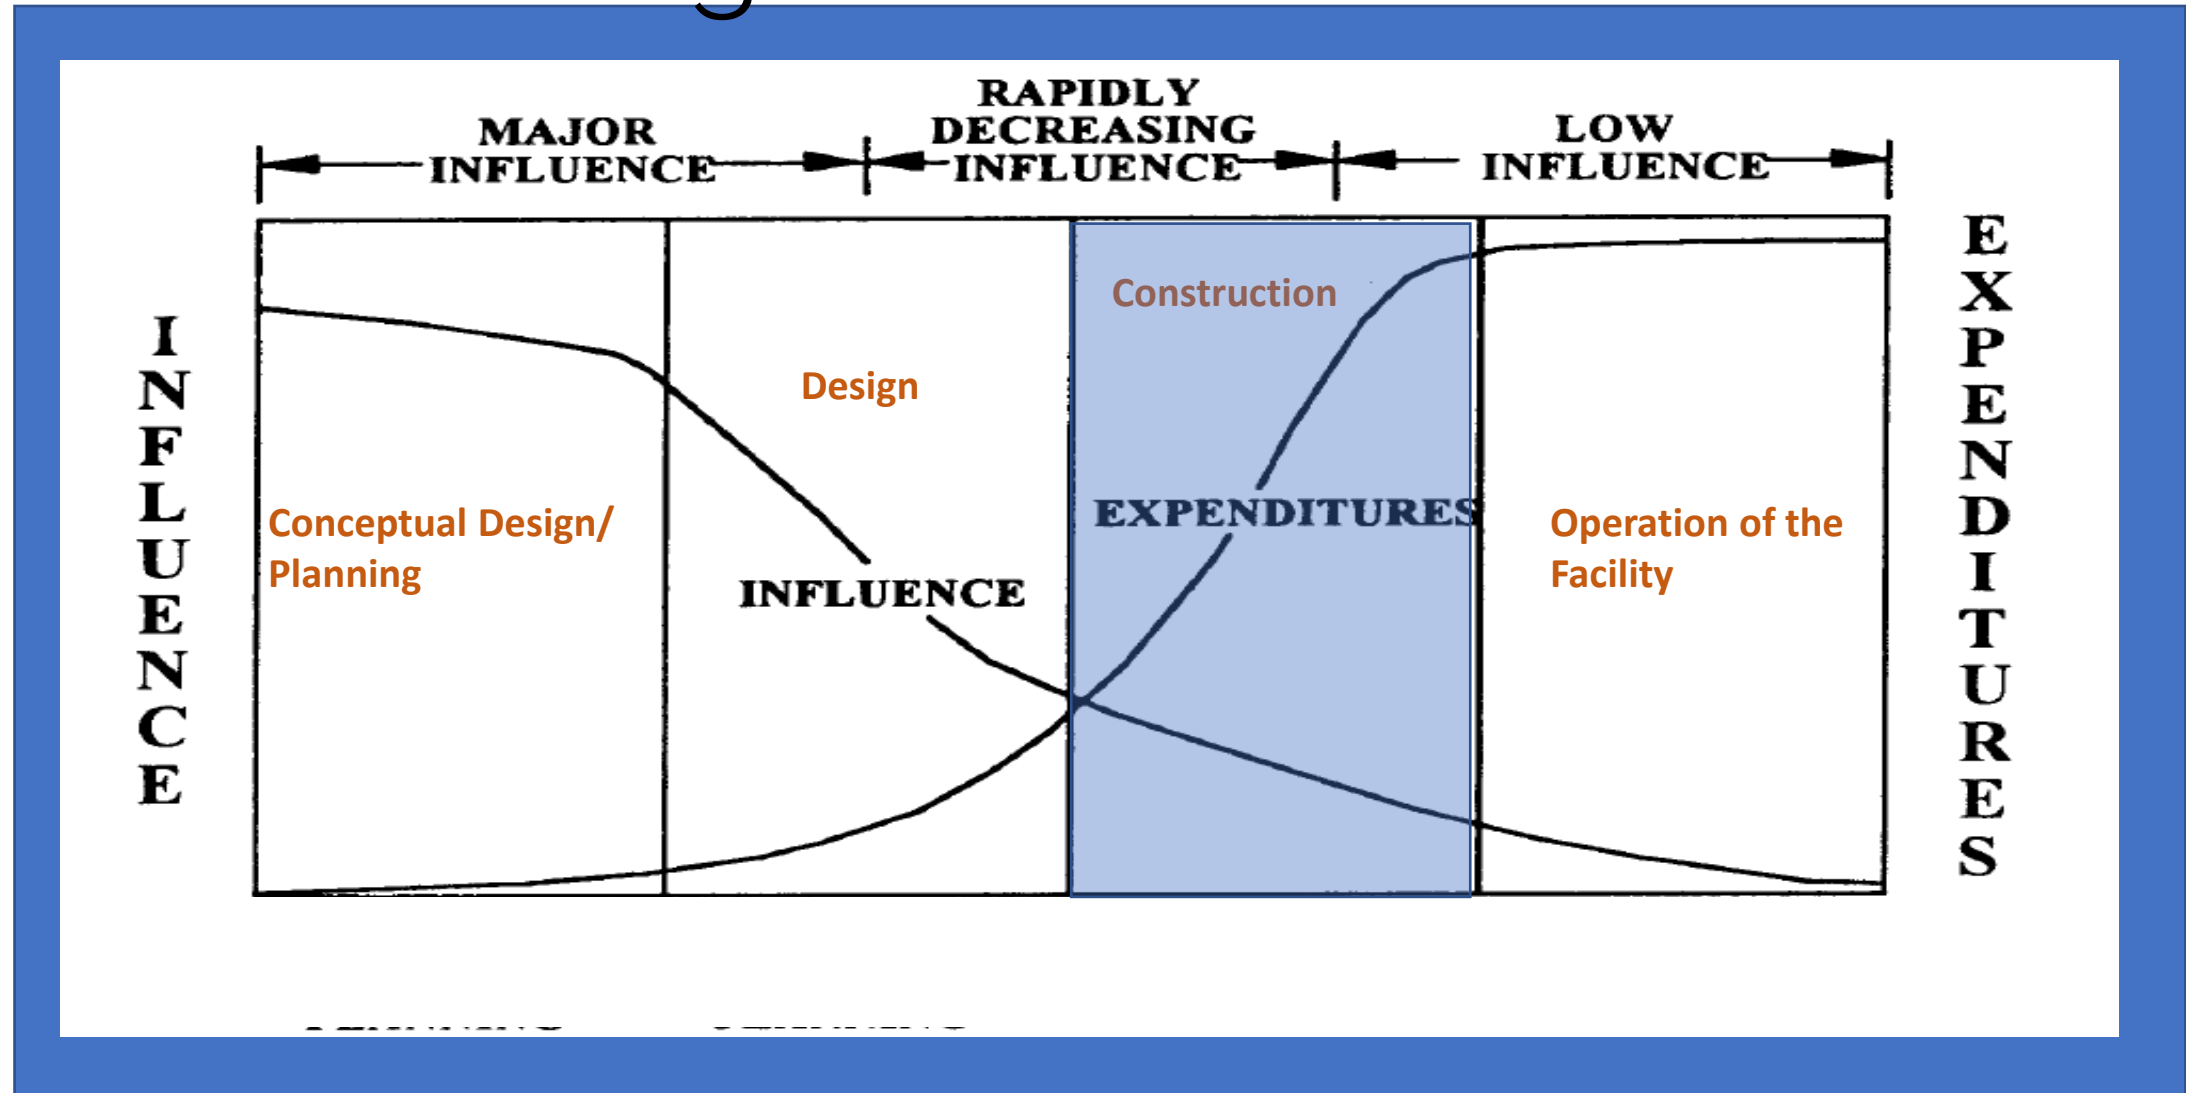 MAJOR
INFLUENCE
RAPIDLY
DECREASING
INFLUENCE
LOW
INFLUENCE
INFLUENCE
Conceptual Design/
Planning
Design
INFLUENCE
Construction
EXPENDITURES
Operation of the
Facility
EXPENDITURES